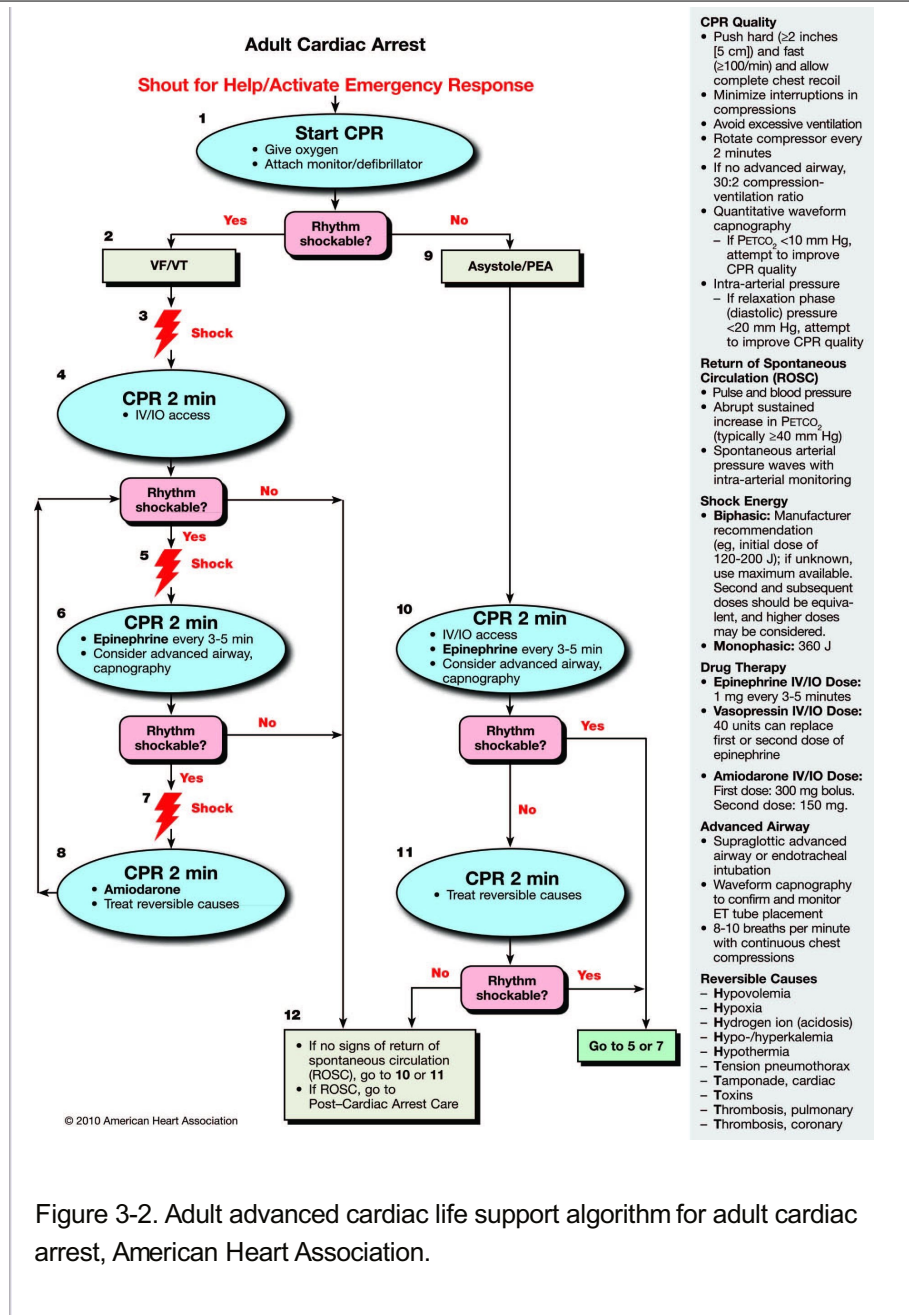 Adult Cardiac Arrest
Shout for Help/Activate Emergency Response
1
Start CPR
• Give oxygen
• Attach monitor/defibrillator
Rhythm
shockable?
Yes
No
2
VF/VT
9
Asystole/PEA
3
Shock
4
CPR 2 min
• IV/IO access
Rhythm
shockable?
No
Yes
5
Shock
6
CPR 2 min
• Epinephrine every 3-5 min
• Consider advanced airway,
capnography
Rhythm
shockable?
No
Yes
7
Shock
8
CPR 2 min
• Amiodarone
• Treat reversible causes
10
CPR 2 min
• IV/IO access
• Epinephrine every 3-5 min
• Consider advanced airway,
capnography
Rhythm
shockable?
Yes
No
11
CPR 2 min
• Treat reversible causes
No
Rhythm
shockable?
Yes
12
• If no signs of return of
spontaneous circulation
(ROSC), go to 10 or 11
• If ROSC, go to
Post–Cardiac Arrest Care
Go to 5 or 7
© 2010 American Heart Association
CPR Quality
• Push hard (≥2 inches
[5 cm]) and fast
(≥100/min) and allow
complete chest recoil
• Minimize interruptions in
compressions
• Avoid excessive ventilation
• Rotate compressor every
2 minutes
• If no advanced airway,
30:2 compression-
ventilation ratio
• Quantitative waveform
capnography
– If PETCO₂ <10 mm Hg,
attempt to improve
CPR quality
• Intra-arterial pressure
– If relaxation phase
(diastolic) pressure
<20 mm Hg, attempt
to improve CPR quality
Return of Spontaneous
Circulation (ROSC)
• Pulse and blood pressure
• Abrupt sustained
increase in PETCO₂
(typically ≥40 mm Hg)
• Spontaneous arterial
pressure waves with
intra-arterial monitoring
Shock Energy
• Biphasic: Manufacturer
recommendation
(eg, initial dose of
120-200 J); if unknown,
use maximum available.
Second and subsequent
doses should be equiva-
lent, and higher doses
may be considered.
• Monophasic: 360 J
Drug Therapy
• Epinephrine IV/IO Dose:
1 mg every 3-5 minutes
• Vasopressin IV/IO Dose:
40 units can replace
first or second dose of
epinephrine
• Amiodarone IV/IO Dose:
First dose: 300 mg bolus.
Second dose: 150 mg.
Advanced Airway
• Supraglottic advanced
airway or endotracheal
intubation
• Waveform capnography
to confirm and monitor
ET tube placement
• 8-10 breaths per minute
with continuous chest
compressions
Reversible Causes
– Hypovolemia
– Hypoxia
– Hydrogen ion (acidosis)
– Hypo-/hyperkalemia
– Hypothermia
– Tension pneumothorax
– Tamponade, cardiac
– Toxins
– Thrombosis, pulmonary
– Thrombosis, coronary
Figure 3-2. Adult advanced cardiac life support algorithm for adult cardiac
arrest, American Heart Association.